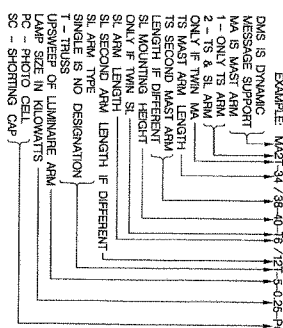 EXAMPLE: MA2T-34 /38-40-T6 /12T-5-0.25-P
DMS IS DYNAMIC
MESSAGE SUPPORT
MA IS MAST ARM
1 - ONLY TS ARM
2 - TS & SL ARM
ONLY IF TWIN MA
TS MAST ARM LENGTH
TS SECOND MAST ARM
LENGTH IF DIFFERENT
SL MOUNTING HEIGHT
ONLY IF TWIN SL
SL ARM LENGTH
SL SECOND ARM LENGTH IF DIFFERENT
SL ARM TYPE
SINGLE IS NO DESIGNATION
T - TRUSS
UPSWEEP OF LUMINAIRE ARM
LAMP SIZE IN KILOWATTS
PC - PHOTO CELL
SC - SHORTING CAP